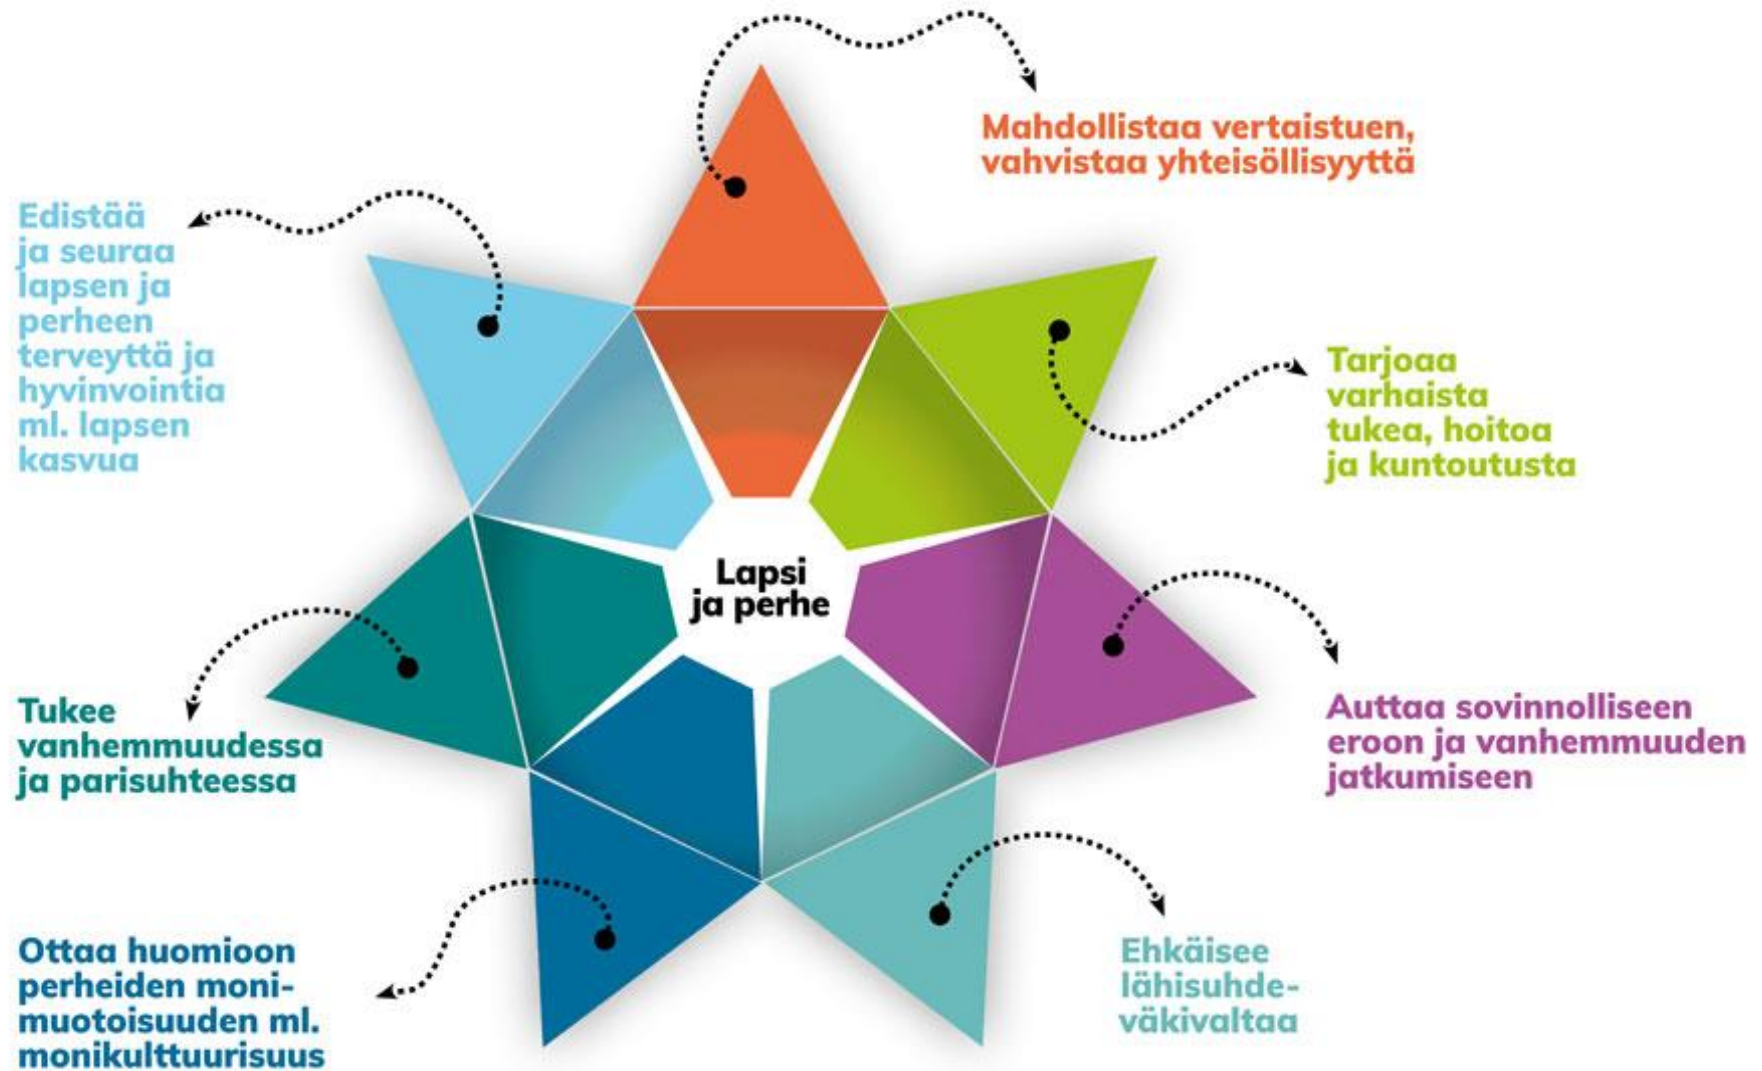 Mahdollistaa vertaistuen,
vahvistaa yhteisöllisyyttä
Edistää
ja seuraa
lapsen ja
perheen
terveyttä ja
hyvinvointia
ml. lapsen
kasvua
Tarjoaa
varhaista
tukea, hoitoa
ja kuntoutusta
Lapsi
ja perhe
Tukee
vanhemmuudessa
ja parisuhteessa
Auttaa sovinnolliseen
eroon ja vanhemmuuden
jatkumiseen
Ottaa huomioon
perheiden moni-
muotoisuuden ml.
monikulttuurisuus
Ehkäisee
lähisuhde-
väkivaltaa